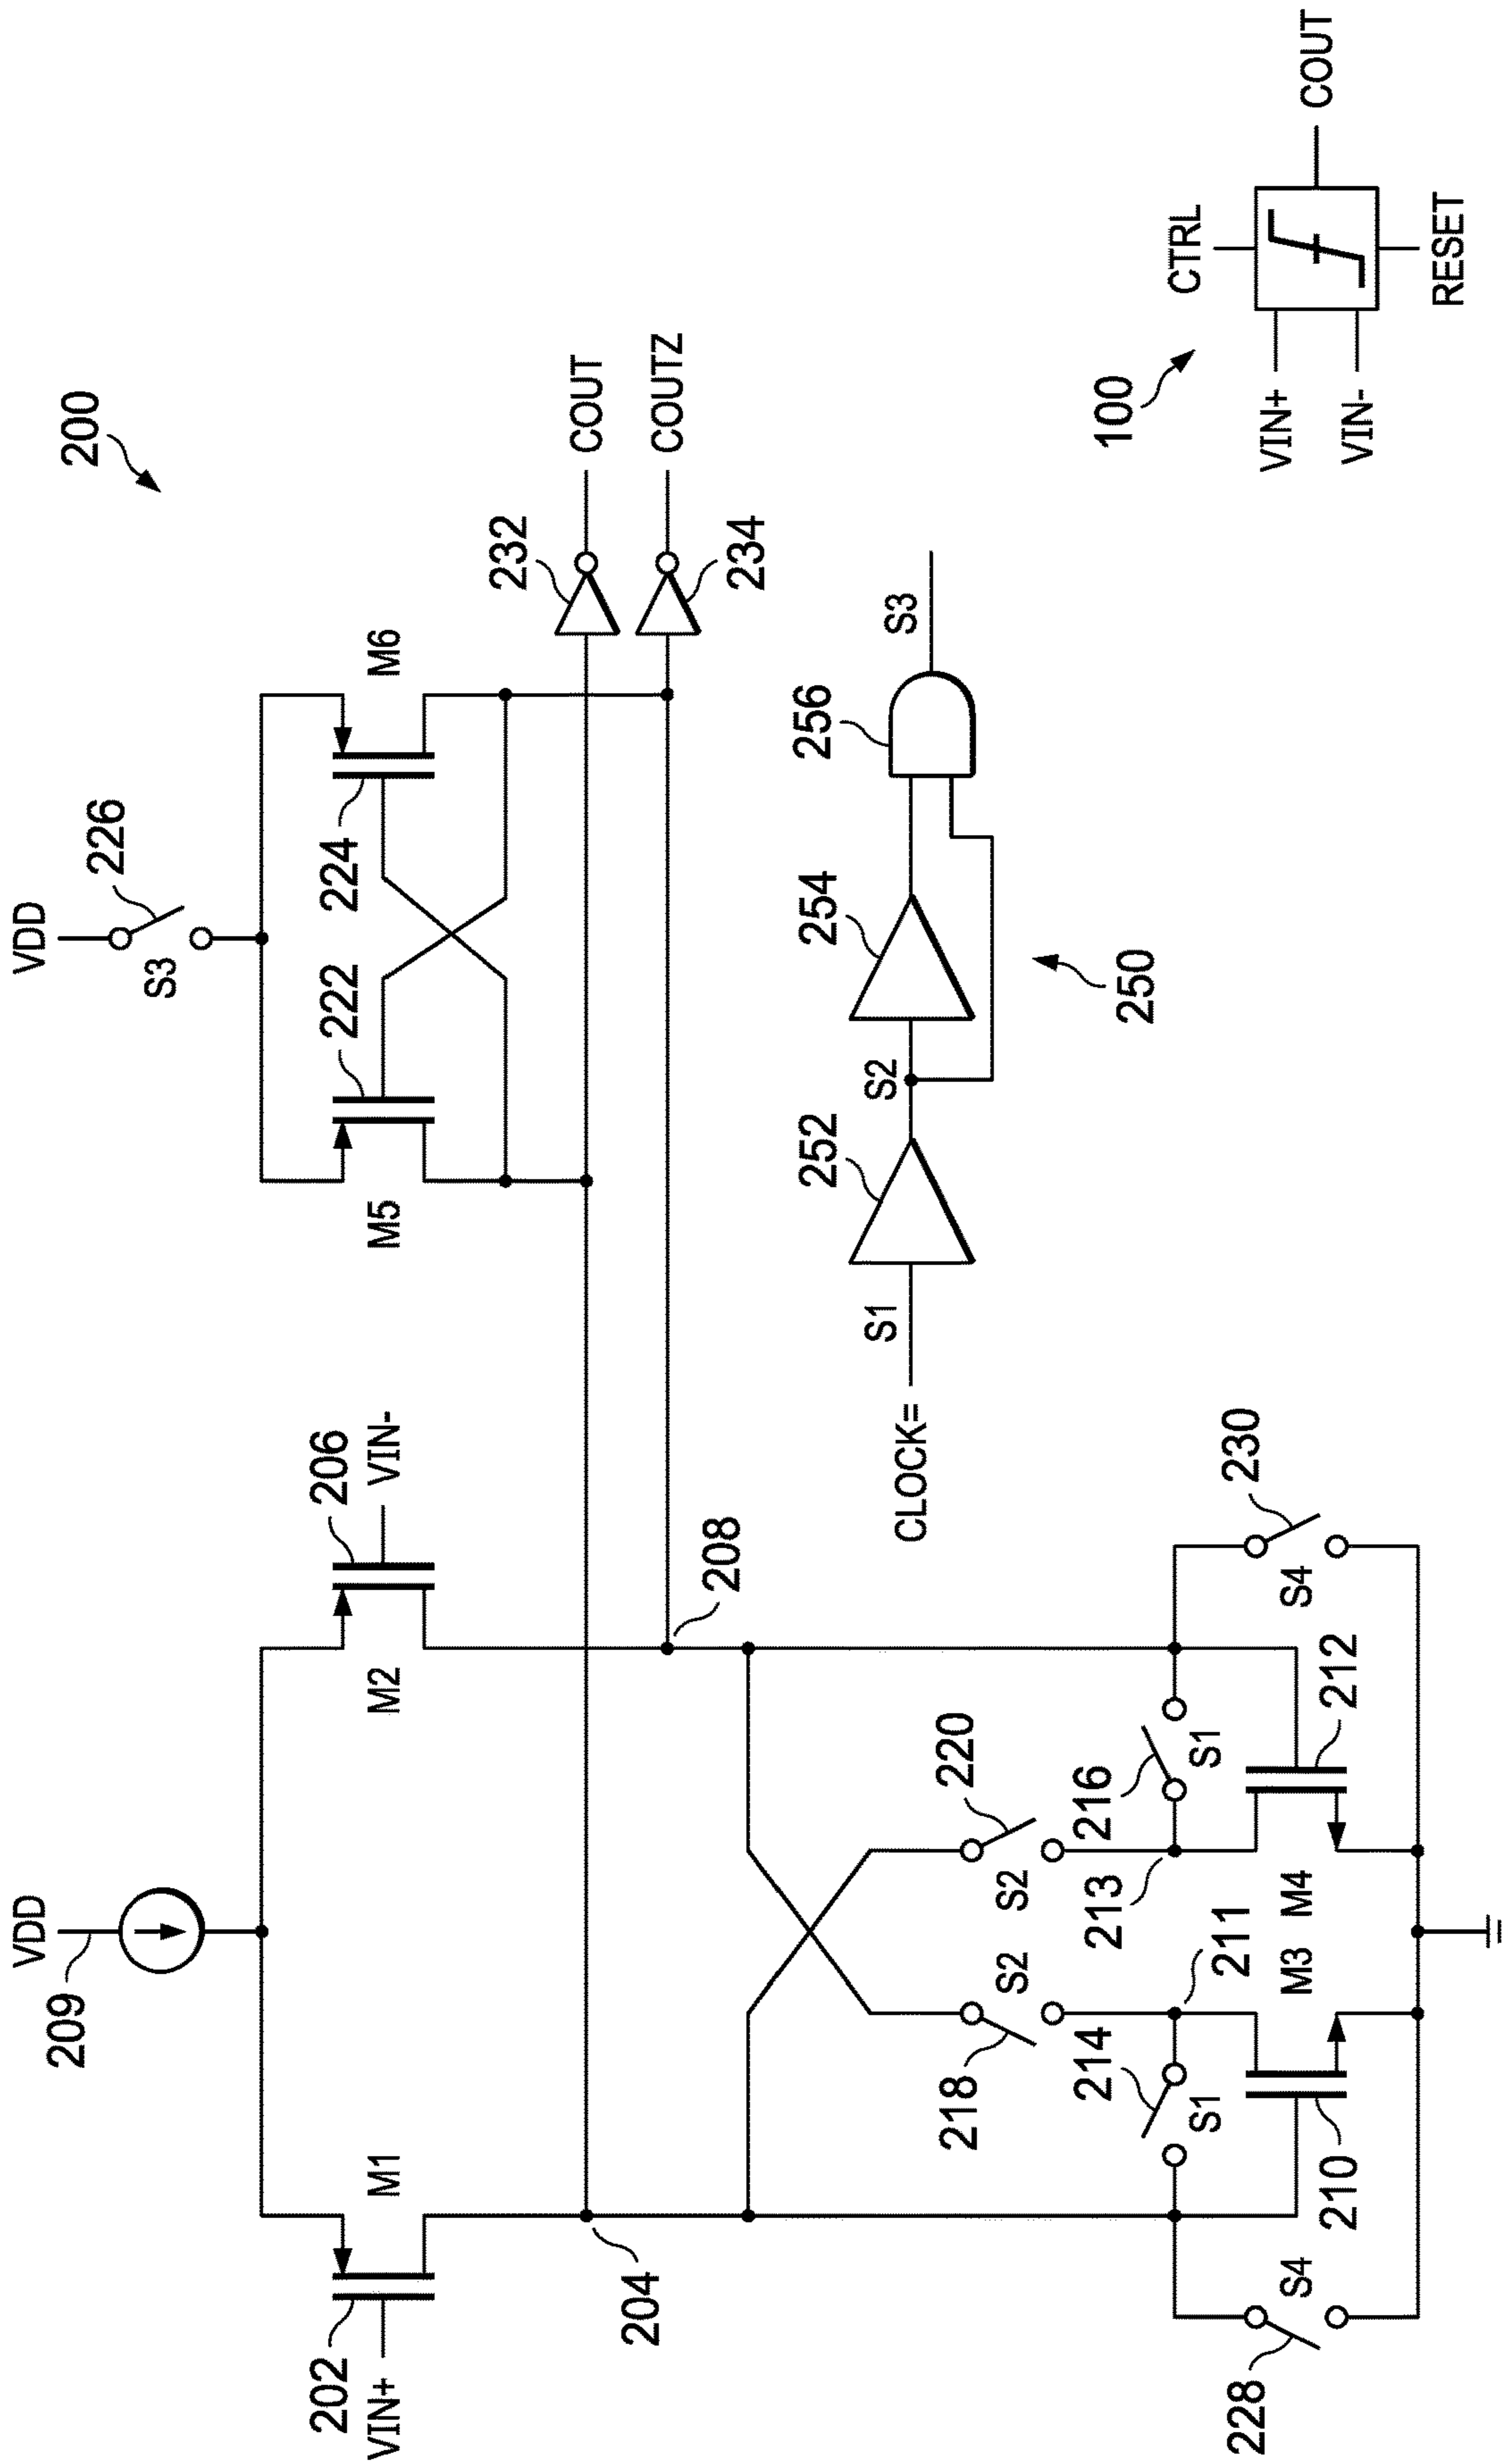 200
VDD
209
VDD
226
S3
202
VIN+
M1
M2
206
VIN-
M5
222
224
M6
204
208
232
COUT
234
COUTZ
218
S2
220
S2
214
S1
211
213
216
S1
228
S4
210
M3
M4
212
S4
230
CLOCK=
S1
252
S2
254
256
S3
250
100
CTRL
VIN+
VIN-
COUT
RESET